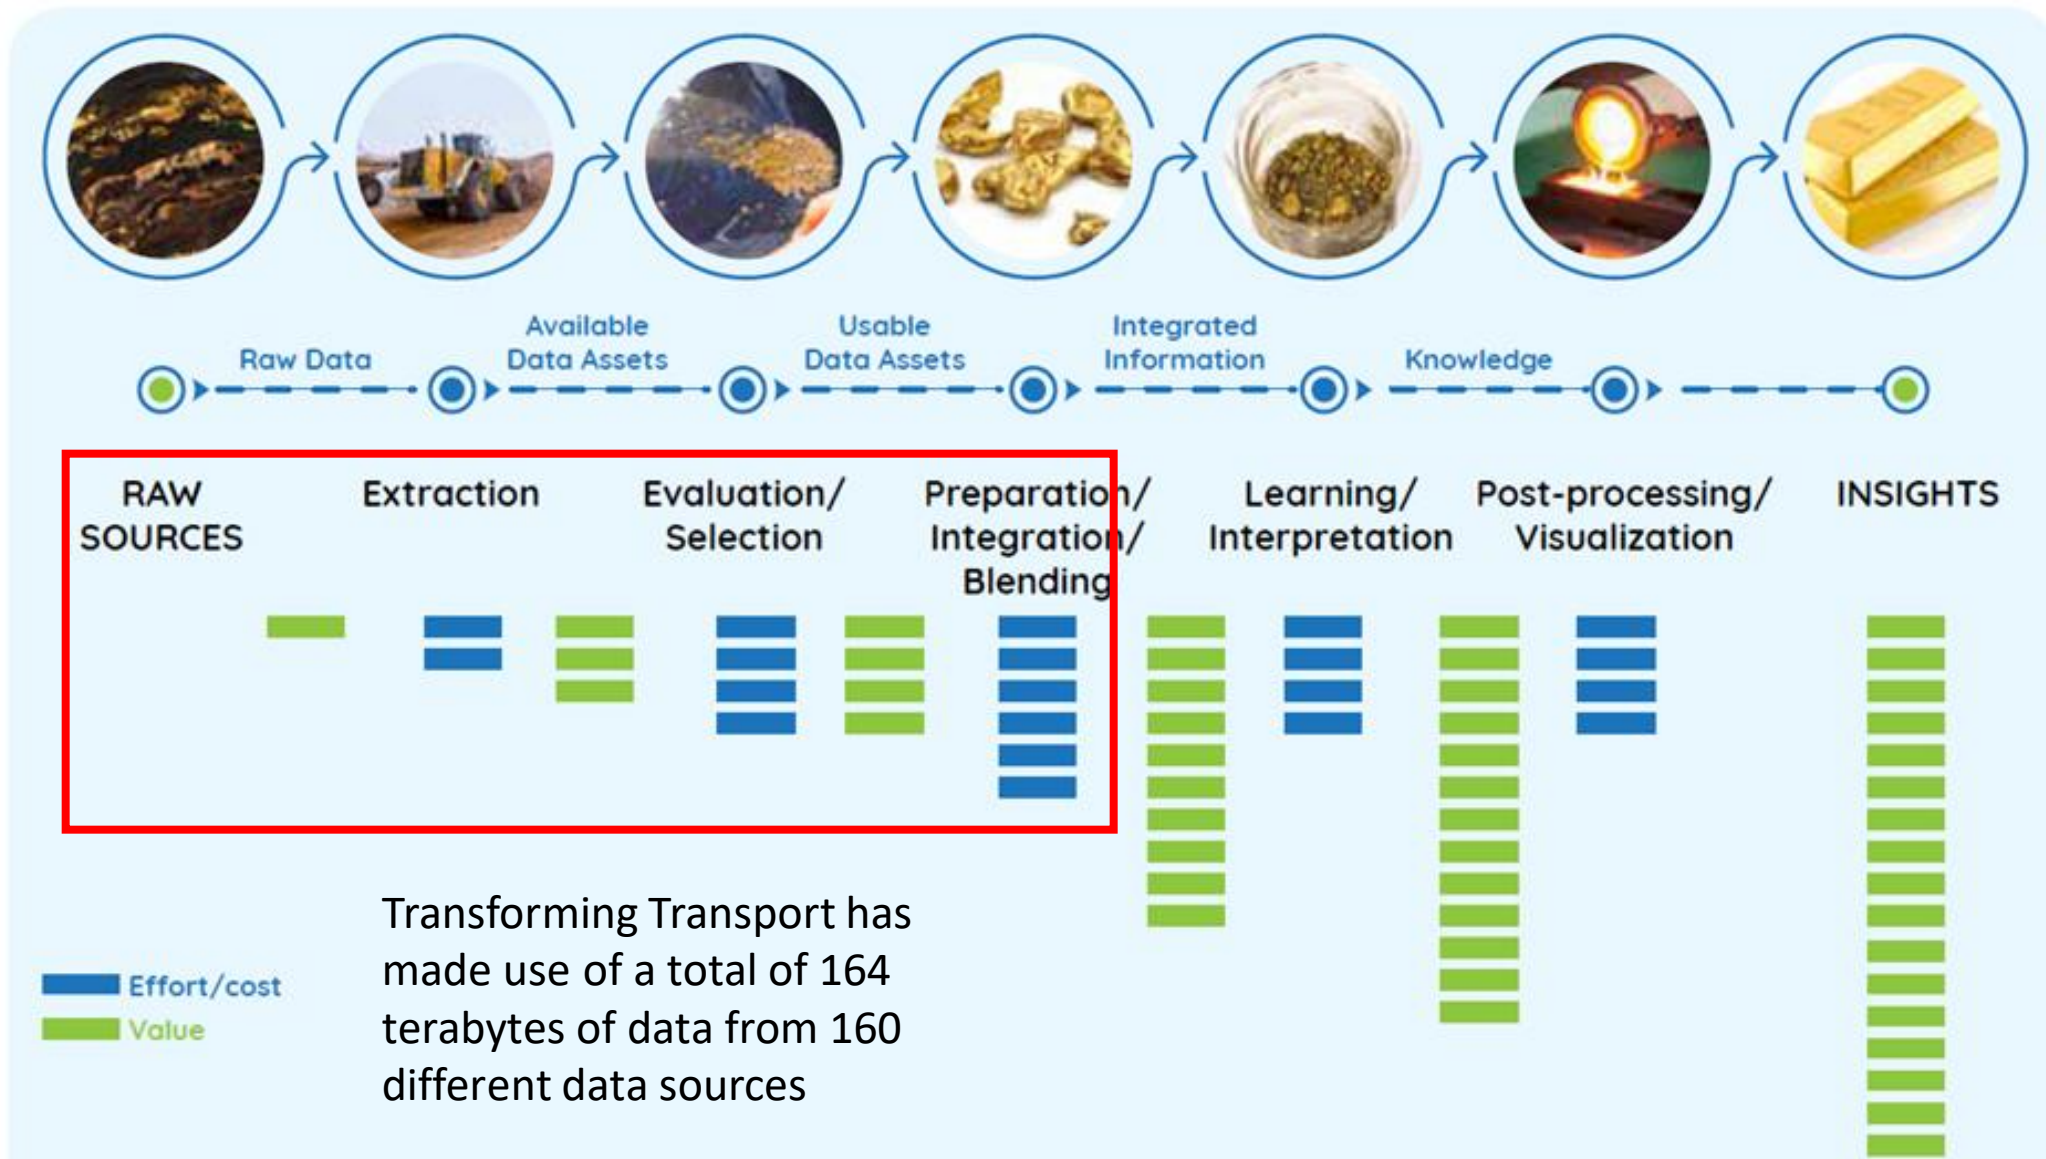 Raw Data
Available
Data Assets
Usable
Data Assets
Integrated
Information
Knowledge
RAW
SOURCES
Extraction
Evaluation/
Selection
Preparation/
Integration/
Blending
Learning/
Interpretation
Post-processing/
Visualization
INSIGHTS
Transforming Transport has
made use of a total of 164
terabytes of data from 160
different data sources
Effort/cost
Value